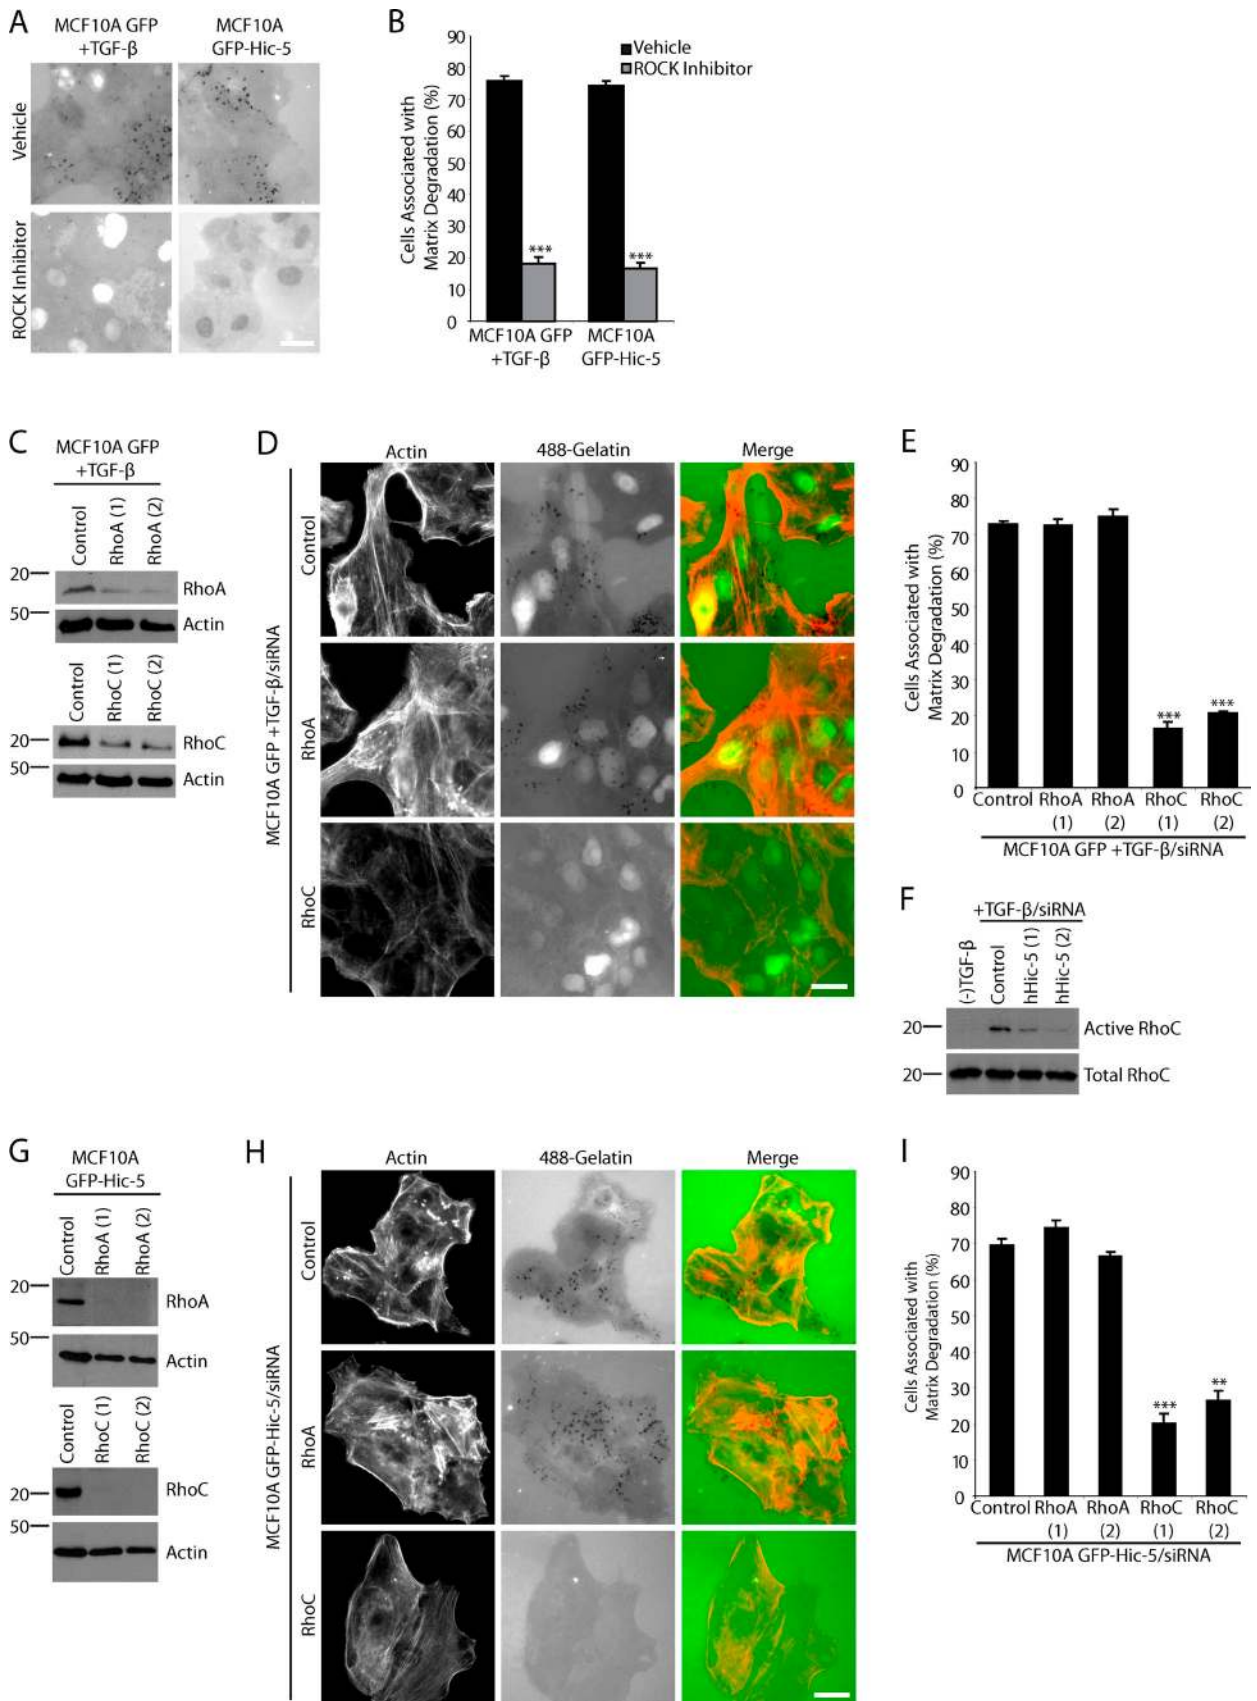 A
MCF10A GFP
+TGF-β
MCF10A
GFP-Hic-5
Vehicle
ROCK Inhibitor
B
Vehicle
ROCK Inhibitor
Cells Associated with
Matrix Degradation (%)
90
80
70
60
50
40
30
20
10
0
***
***
MCF10A GFP
+TGF-β
MCF10A
GFP-Hic-5
C
MCF10A GFP
+TGF-β
Control
RhoA (1)
RhoA (2)
20
RhoA
50
Actin
Control
RhoC (1)
RhoC (2)
20
RhoC
50
Actin
D
Actin
488-Gelatin
Merge
MCF10A GFP +TGF-β/siRNA
Control
RhoA
RhoC
E
Cells Associated with
Matrix Degradation (%)
90
80
70
60
50
40
30
20
10
0
***
***
Control RhoA RhoA RhoC RhoC
(1) (2) (1) (2)
MCF10A GFP +TGF-β/siRNA
F
+TGF-β/siRNA
(-)TGF-β
Control
hHic-5 (1)
hHic-5 (2)
20
Active RhoC
20
Total RhoC
G
MCF10A
GFP-Hic-5
Control
RhoA (1)
RhoA (2)
20
RhoA
50
Actin
Control
RhoC (1)
RhoC (2)
20
RhoC
50
Actin
H
Actin
488-Gelatin
Merge
MCF10A GFP-Hic-5/siRNA
Control
RhoA
RhoC
I
Cells Associated with
Matrix Degradation (%)
90
80
70
60
50
40
30
20
10
0
***
**
Control RhoA RhoA RhoC RhoC
(1) (2) (1) (2)
MCF10A GFP-Hic-5/siRNA